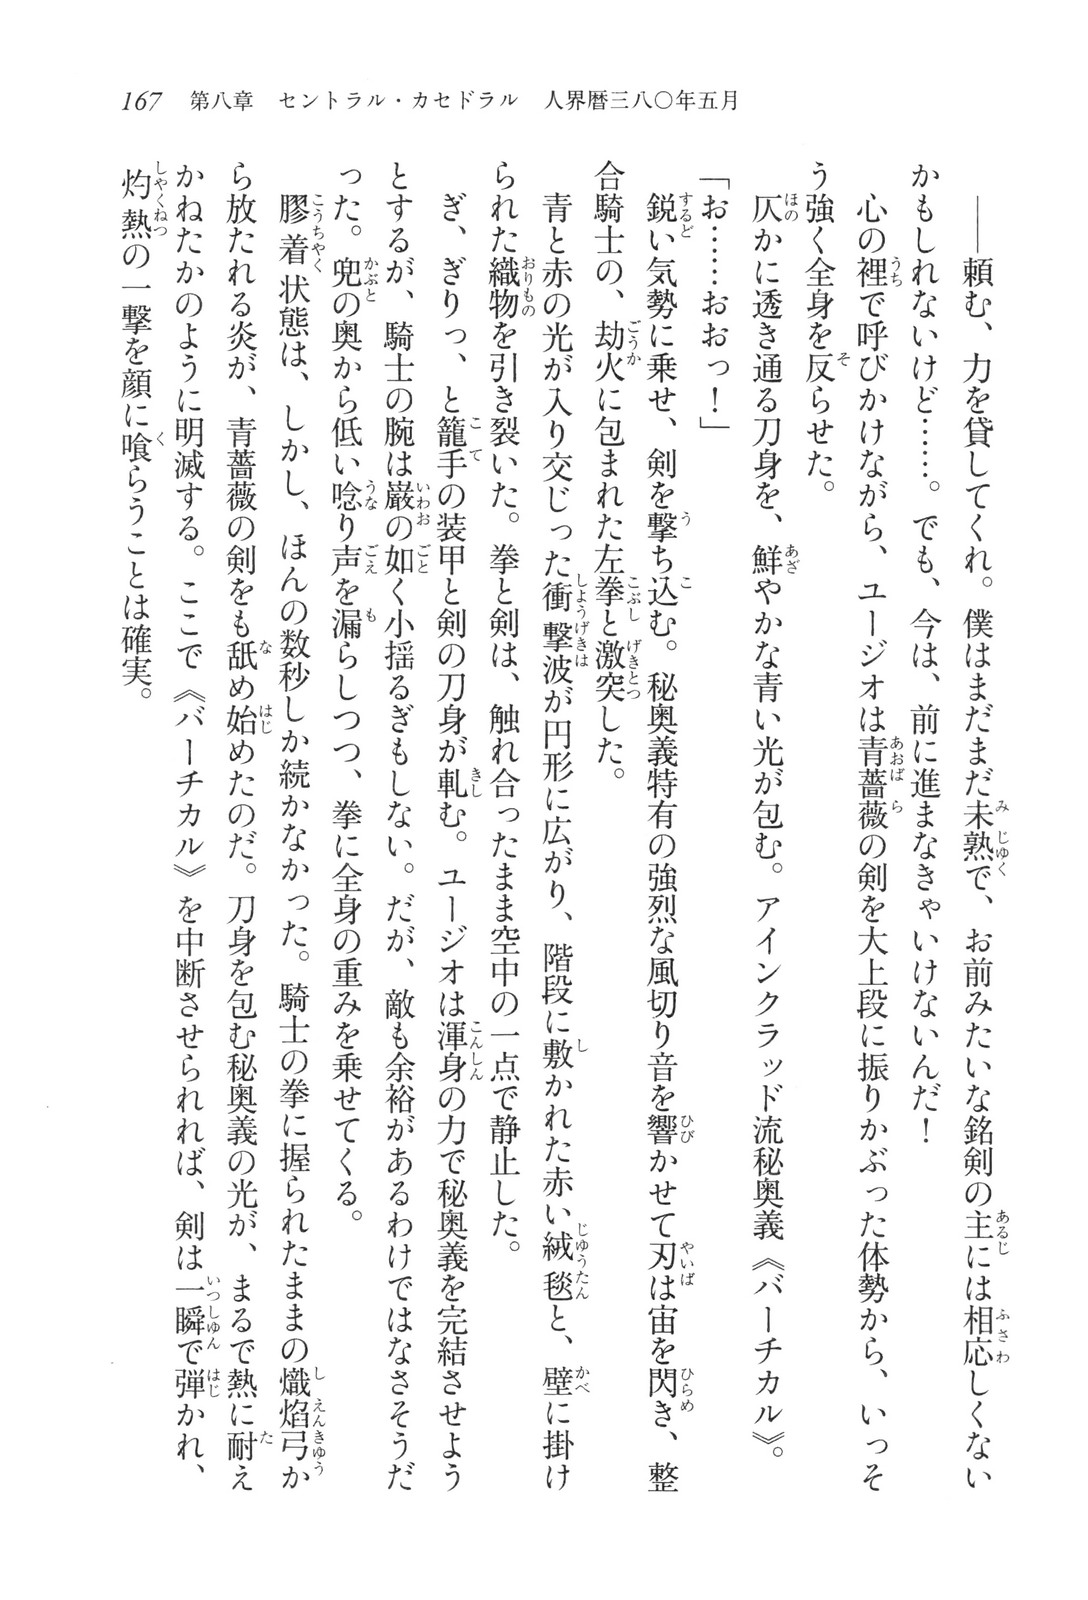 167　第八章　セントラル・カセドラル　人界暦三八〇年五月
――頼む、力を貸してくれ。僕はまだまだ未熟で、お前みたいな銘剣の主には相応しくない
かもしれないけど……。でも、今は、前に進まなきゃいけないんだ！
心の裡で呼びかけながら、ユージオは青薔薇の剣を大上段に振りかぶった体勢から、いっそ
う強く全身を反らせた。
仄かに透き通る刀身を、鮮やかな青い光が包む。アインクラッド流秘奥義《バーチカル》。
「お……おおっ！」
鋭い気勢に乗せ、剣を撃ち込む。秘奥義特有の強烈な風切り音を響かせて刃は宙を閃き、整
合騎士の、劫火に包まれた左拳と激突した。
青と赤の光が入り交じった衝撃波が円形に広がり、階段に敷かれた赤い絨毯と、壁に掛け
られた織物を引き裂いた。拳と剣は、触れ合ったまま空中の一点で静止した。
ぎ、ぎりっ、と籠手の装甲と剣の刀身が軋む。ユージオは渾身の力で秘奥義を完結させよう
とするが、騎士の腕は巌の如く小揺るぎもしない。だが、敵も余裕があるわけではなさそうだ
った。兜の奥から低い唸り声を漏らしつつ、拳に全身の重みを乗せてくる。
膠着状態は、しかし、ほんの数秒しか続かなかった。騎士の拳に握られたままの熾焰弓か
ら放たれる炎が、青薔薇の剣をも舐め始めたのだ。刀身を包む秘奥義の光が、まるで熱に耐え
かねたかのように明滅する。ここで《バーチカル》を中断させられれば、剣は一瞬で弾かれ、
灼熱の一撃を顔に喰らうことは確実。